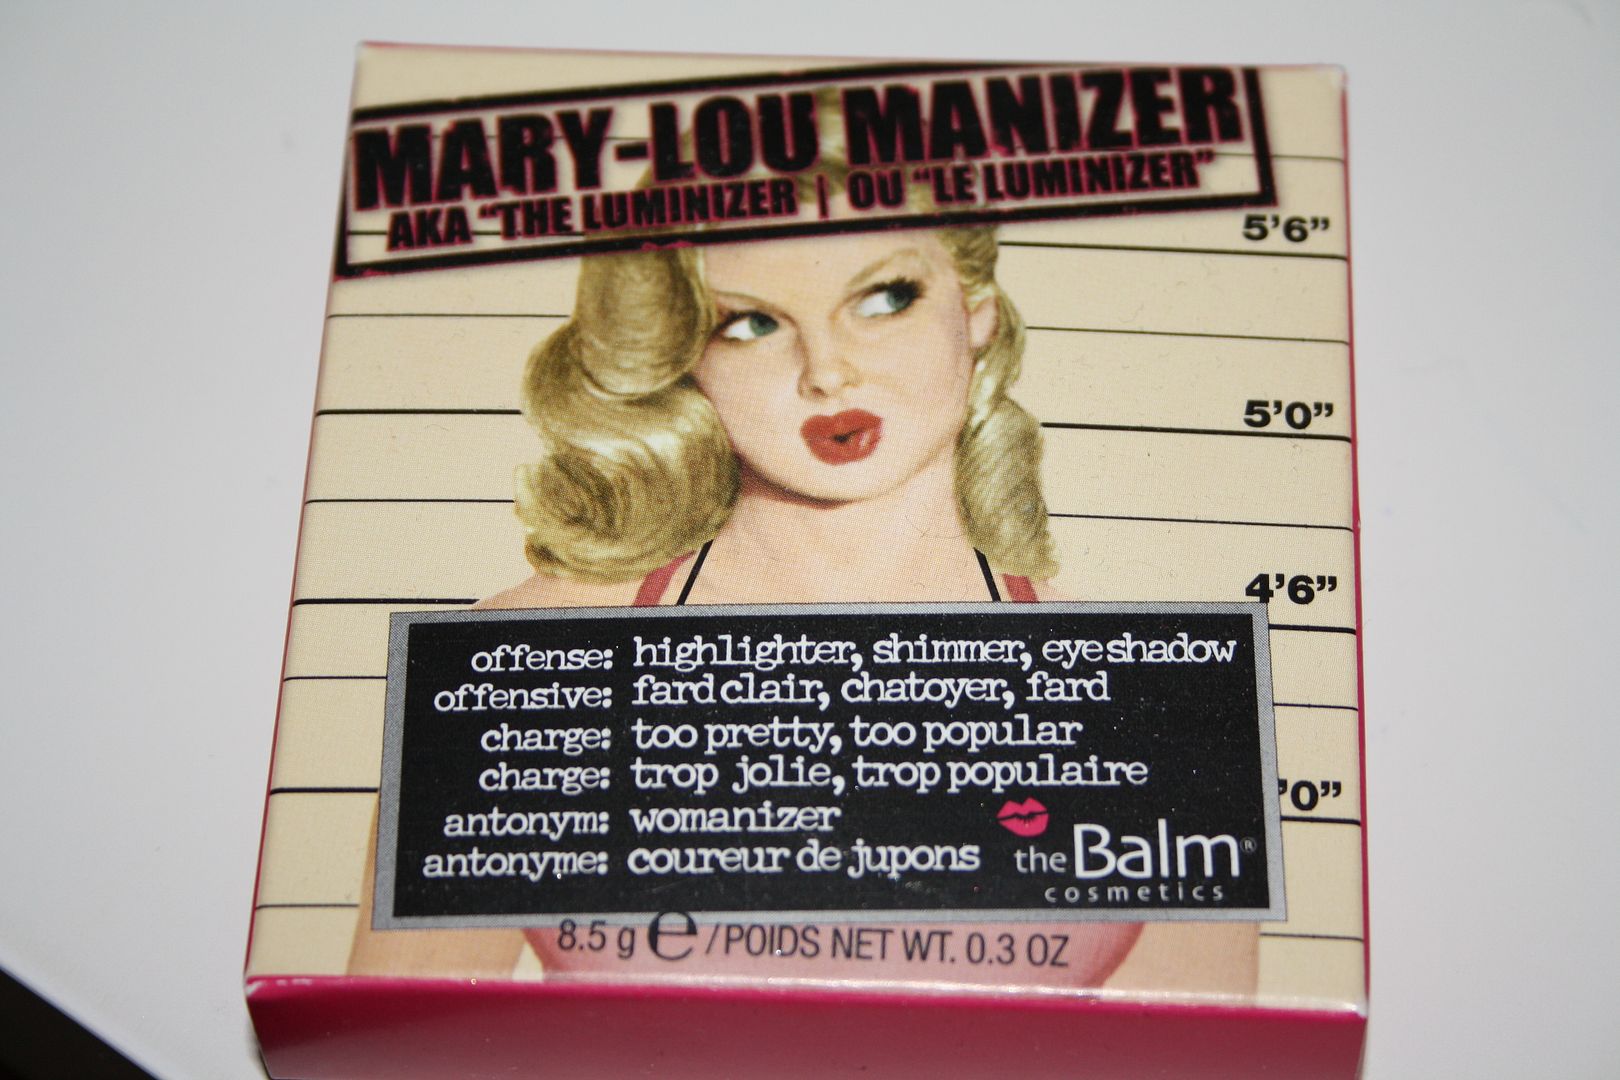 MARY-LOU MANIZER
AKA “THE LUMINIZER | OU “LE LUMINIZER”
5’6”
5’0”
4’6”
’0”
offense: highlighter, shimmer, eyeshadow
offensive: fard clair, chatoyer, fard
charge: too pretty, too popular
charge: trop jolie, trop populaire
antonym: womanizer
antonyme: coureur de jupons
theBalm®
cosmetics
8.5 g e /POIDS NET WT. 0.3 OZ